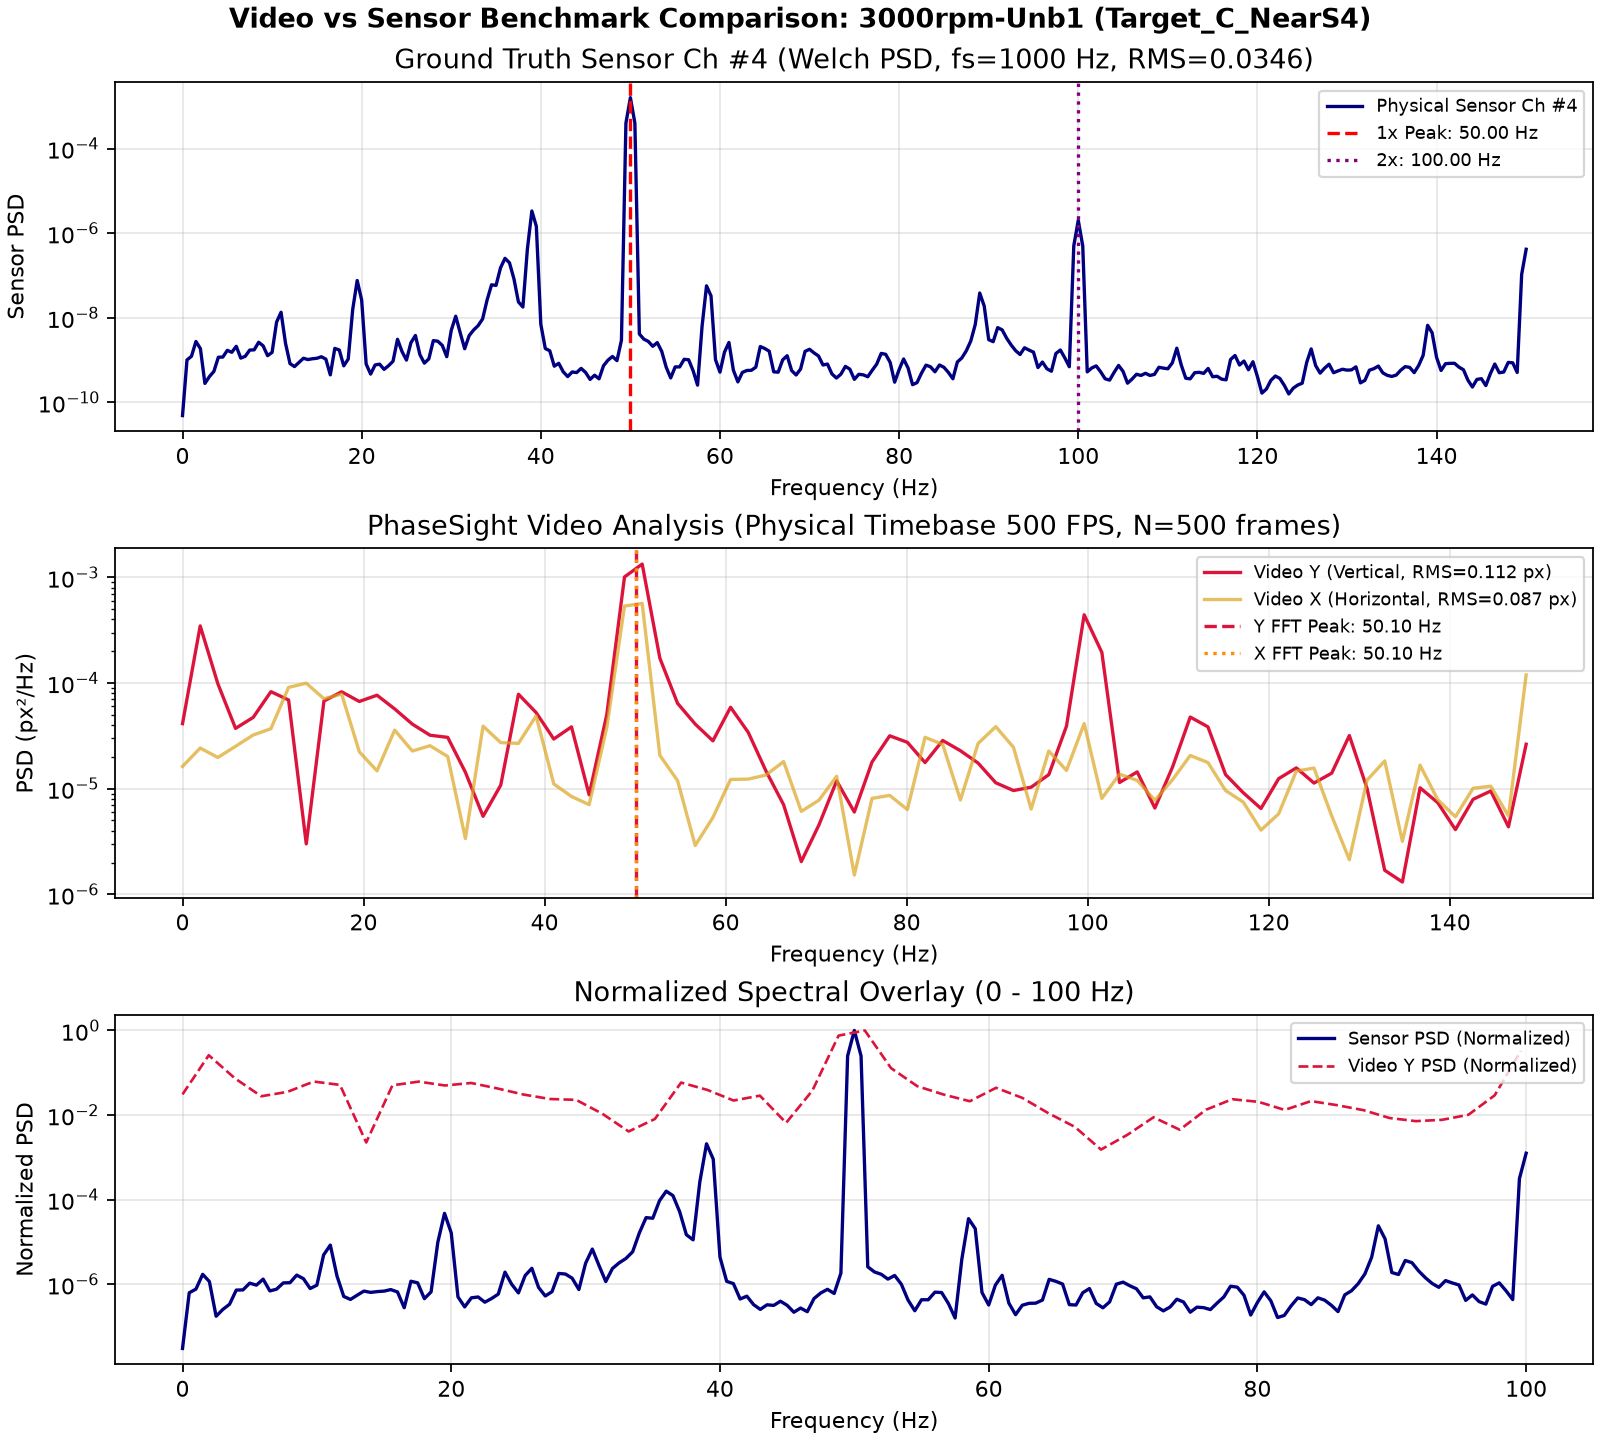 Video vs Sensor Benchmark Comparison: 3000rpm-Unb1 (Target_C_NearS4)
Ground Truth Sensor Ch #4 (Welch PSD, fs=1000 Hz, RMS=0.0346)
Sensor PSD
10⁻⁴
10⁻⁶
10⁻⁸
10⁻¹⁰
Physical Sensor Ch #4
1x Peak: 50.00 Hz
2x: 100.00 Hz
0 20 40 60 80 100 120 140
Frequency (Hz)
PhaseSight Video Analysis (Physical Timebase 500 FPS, N=500 frames)
PSD (px²/Hz)
10⁻³
10⁻⁴
10⁻⁵
10⁻⁶
Video Y (Vertical, RMS=0.112 px)
Video X (Horizontal, RMS=0.087 px)
Y FFT Peak: 50.10 Hz
X FFT Peak: 50.10 Hz
0 20 40 60 80 100 120 140
Frequency (Hz)
Normalized Spectral Overlay (0 - 100 Hz)
Normalized PSD
10⁰
10⁻²
10⁻⁴
10⁻⁶
Sensor PSD (Normalized)
Video Y PSD (Normalized)
0 20 40 60 80 100
Frequency (Hz)